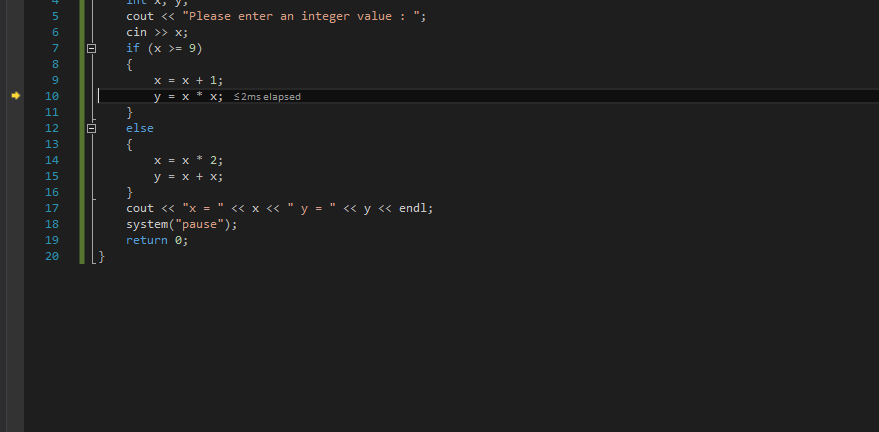 4 int x, y;
5 cout << "Please enter an integer value : ";
6 cin >> x;
7 if (x >= 9)
8 {
9 x = x + 1;
10 y = x * x; ≤2ms elapsed
11 }
12 else
13 {
14 x = x * 2;
15 y = x + x;
16 }
17 cout << "x = " << x << " y = " << y << endl;
18 system("pause");
19 return 0;
20 }